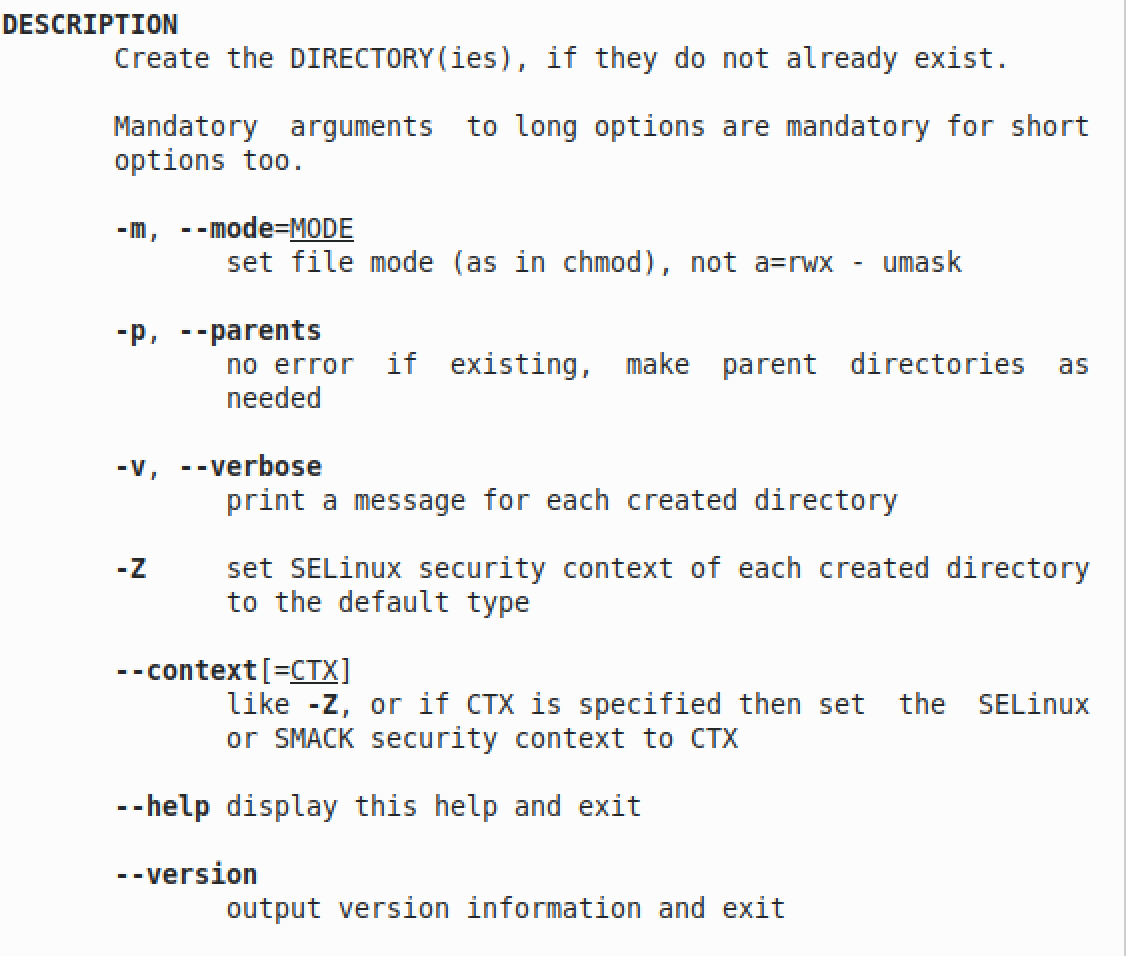 DESCRIPTION
Create the DIRECTORY(ies), if they do not already exist.
Mandatory arguments to long options are mandatory for short
options too.
-m, --mode=MODE
set file mode (as in chmod), not a=rwx - umask
-p, --parents
no error if existing, make parent directories as
needed
-v, --verbose
print a message for each created directory
-Z set SELinux security context of each created directory
to the default type
--context[=CTX]
like -Z, or if CTX is specified then set the SELinux
or SMACK security context to CTX
--help display this help and exit
--version
output version information and exit